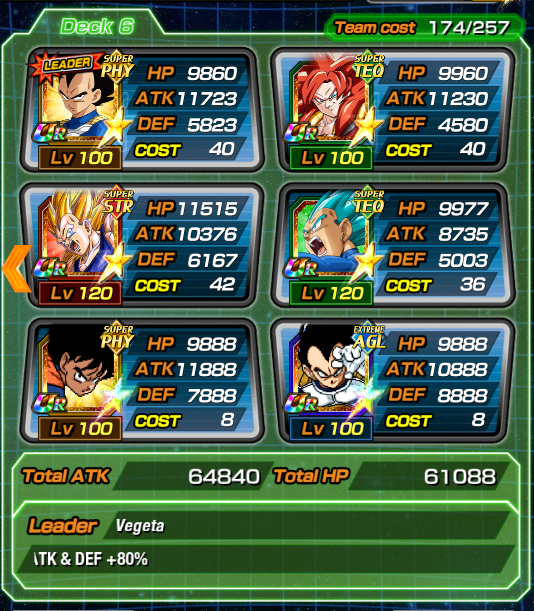 Deck 6
Team cost 174/257
LEADER SUPER PHY HP 9860
ATK 11723
DEF 5823
UR Lv 100 COST 40
SUPER TEQ HP 9960
ATK 11230
DEF 4580
UR Lv 100 COST 40
SUPER STR HP 11515
ATK 10376
DEF 6167
UR Lv 120 COST 42
SUPER TEQ HP 9977
ATK 8735
DEF 5003
UR Lv 120 COST 36
SUPER PHY HP 9888
ATK 11888
DEF 7888
UR Lv 100 COST 8
EXTREME AGL HP 9888
ATK 10888
DEF 8888
UR Lv 100 COST 8
Total ATK 64840 Total HP 61088
Leader Vegeta
ATK & DEF +80%